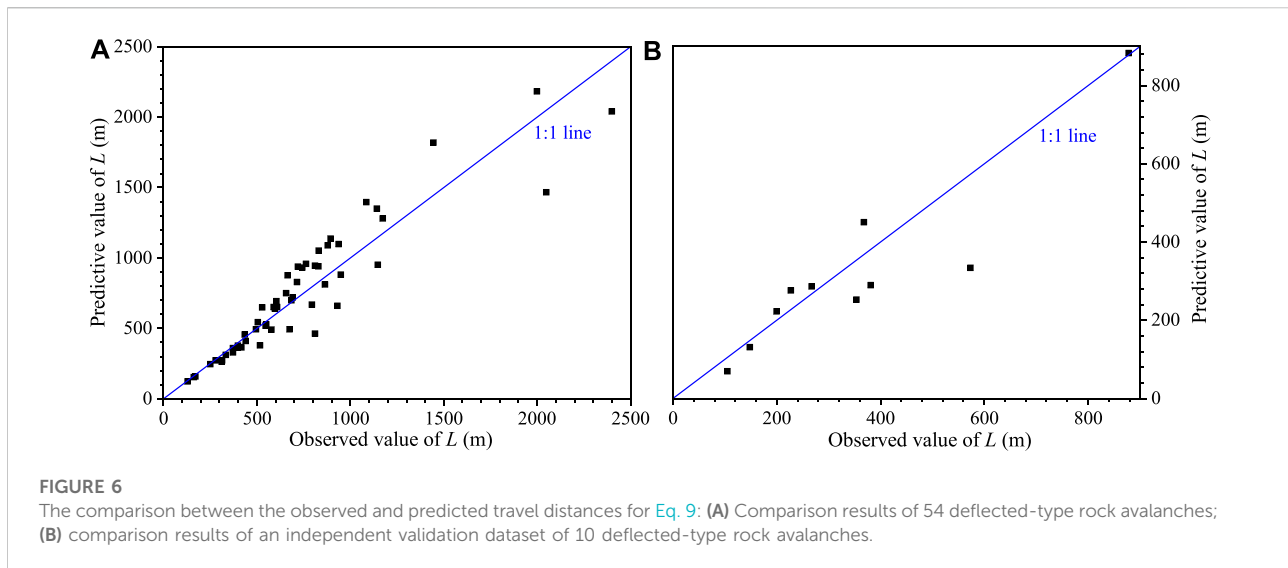 A
2500
2000
1500
1000
500
0
Predictive value of L (m)
1:1 line
0 500 1000 1500 2000 2500
Observed value of L (m)
B
1:1 line
800
600
400
200
0
Predictive value of L (m)
0 200 400 600 800
Observed value of L (m)
FIGURE 6
The comparison between the observed and predicted travel distances for Eq. 9: (A) Comparison results of 54 deflected-type rock avalanches;
(B) comparison results of an independent validation dataset of 10 deflected-type rock avalanches.